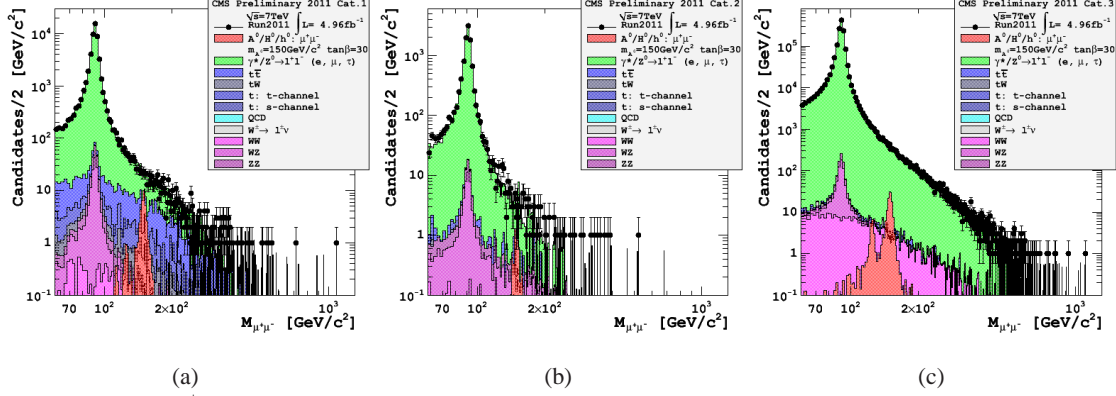 CMS Preliminary 2011 Cat.1
√s=7TeV
Run2011 ∫L= 4.96fb⁻¹
A⁰/H⁰/h⁰: μ⁺μ⁻
=150GeV/c² tanβ=30
γ*/Z⁰→l⁺l⁻ (e, μ, τ)
tt̄
tW
t: t-channel
t: s-channel
QCD
W±→ l±ν
WW
WZ
ZZ
Candidates/2 [GeV/c²]
10⁴
10³
10²
10
1
10⁻¹
70 10² 2×10² 10³
M μ⁺μ⁻ [GeV/c²]
(a)
CMS Preliminary 2011 Cat.2
√s=7TeV
Run2011 ∫L= 4.96fb⁻¹
A⁰/H⁰/h⁰: μ⁺μ⁻
=150GeV/c² tanβ=30
γ*/Z⁰→l⁺l⁻ (e, μ, τ)
tt̄
tW
t: t-channel
t: s-channel
QCD
W±→ l±ν
WW
WZ
ZZ
Candidates/2 [GeV/c²]
10³
10²
10
1
10⁻¹
70 10² 2×10² 10³
M μ⁺μ⁻ [GeV/c²]
(b)
CMS Preliminary 2011 Cat.3
√s=7TeV
Run2011 ∫L= 4.96fb⁻¹
A⁰/H⁰/h⁰: μ⁺μ⁻
=150GeV/c² tanβ=30
γ*/Z⁰→l⁺l⁻ (e, μ, τ)
tt̄
tW
t: t-channel
t: s-channel
QCD
W±→ l±ν
WW
WZ
ZZ
Candidates/2 [GeV/c²]
10⁵
10⁴
10³
10²
10
1
10⁻¹
70 10² 2×10² 10³
M μ⁺μ⁻ [GeV/c²]
(c)